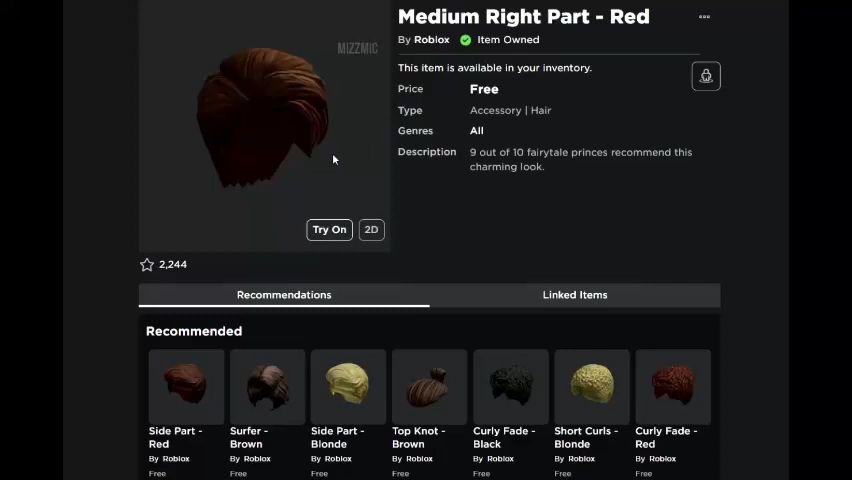 Medium Right Part - Red
By Roblox Item Owned
MIZZMIC
This item is available in your inventory.
Price Free
Type Accessory | Hair
Genres All
Description 9 out of 10 fairytale princes recommend this
charming look.
Try On 2D
2,244
Recommendations Linked Items
Recommended
Side Part - Red
By Roblox
Free
Surfer - Brown
By Roblox
Free
Side Part - Blonde
By Roblox
Free
Top Knot - Brown
By Roblox
Free
Curly Fade - Black
By Roblox
Free
Short Curls - Blonde
By Roblox
Free
Curly Fade - Red
By Roblox
Free